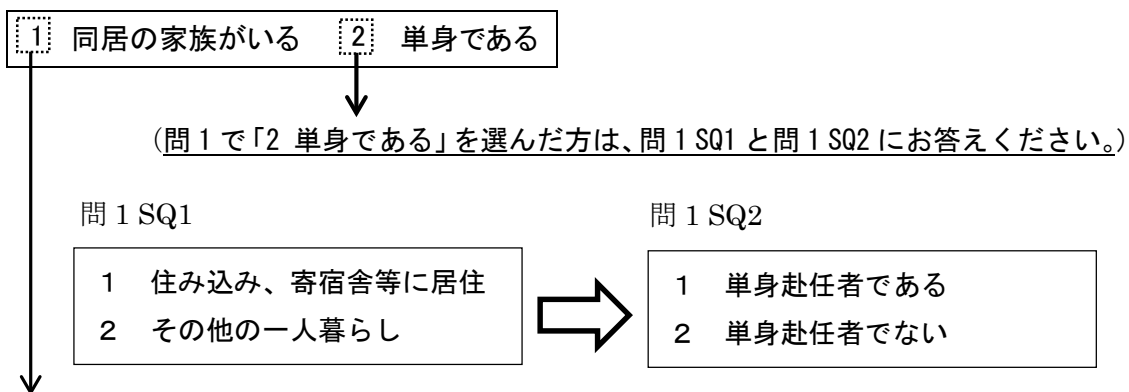 1 同居の家族がいる 2 単身である
(問1で「2 単身である」を選んだ方は、問1SQ1と問1SQ2にお答えください。)
問1 SQ1 問1 SQ2
1 住み込み、寄宿舎等に居住
2 その他の一人暮らし
1 単身赴任者である
2 単身赴任者でない